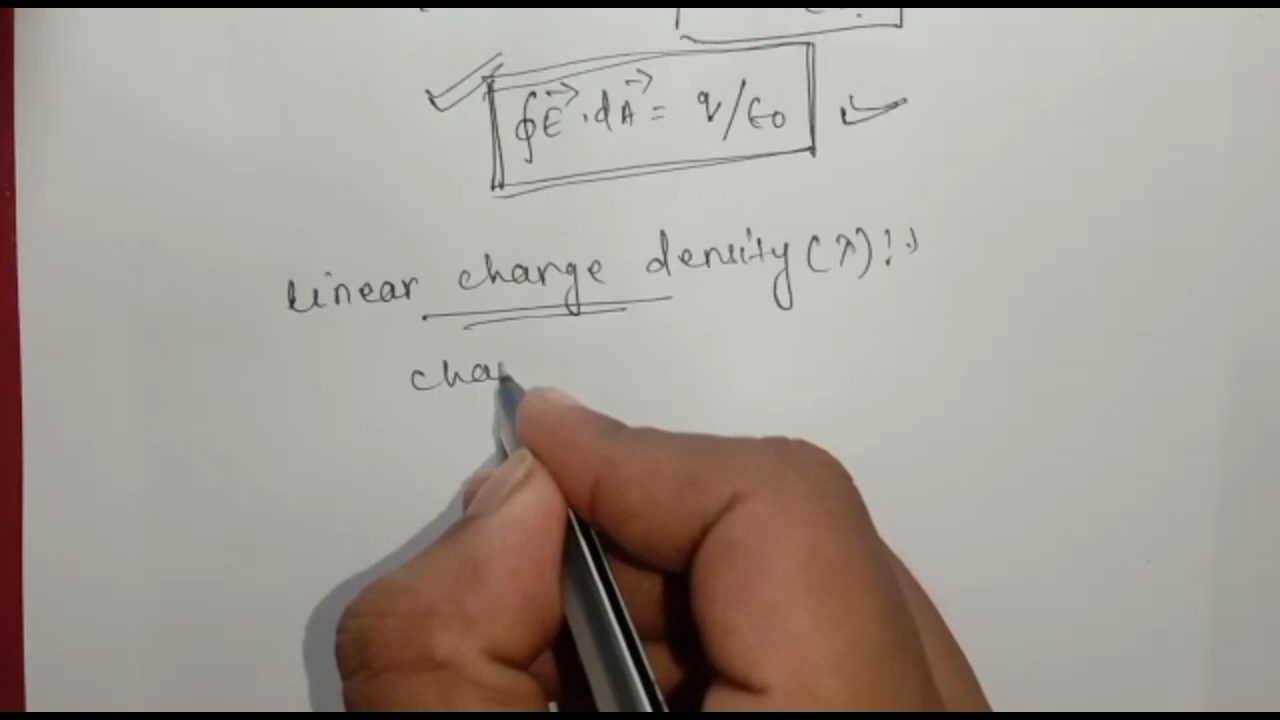 ∮E⃗ . dA⃗ = q/ε0
linear charge density (λ) :→
cha